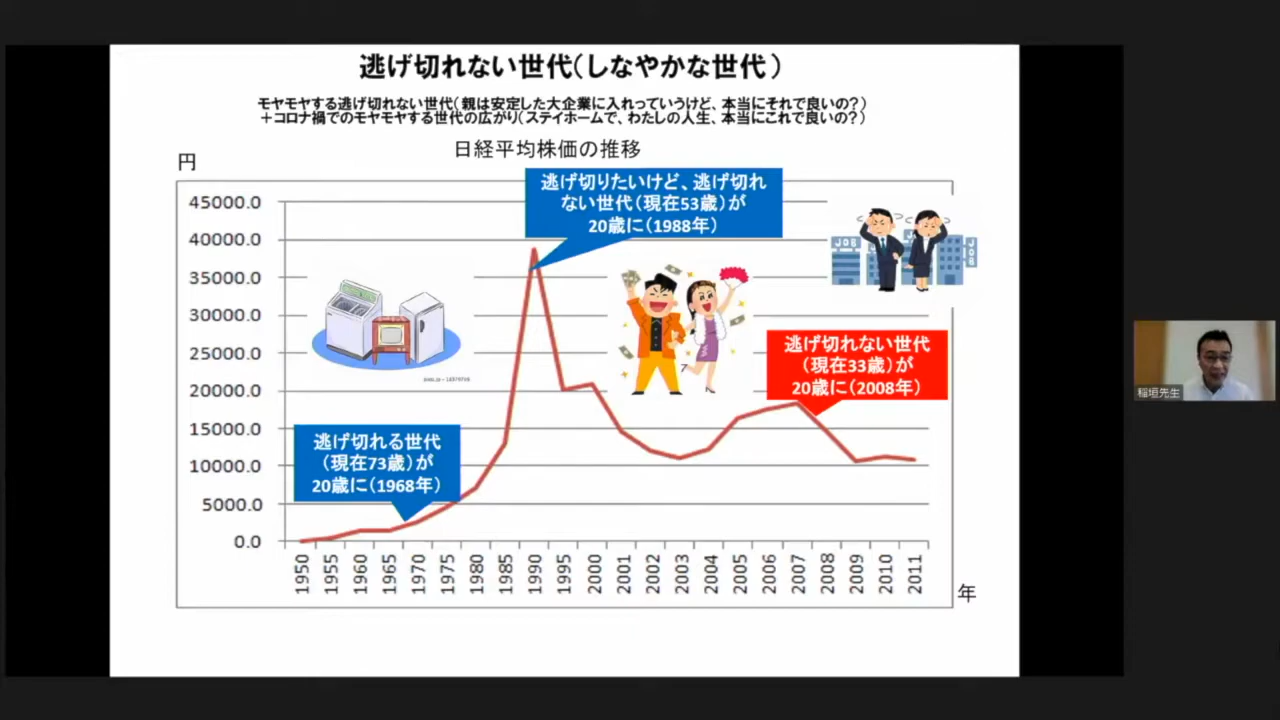 逃げ切れない世代（しなやかな世代）
モヤモヤする逃げ切れない世代（親は安定した大企業に入れっていうけど、本当にそれで良いの？）
＋コロナ禍でのモヤモヤする世代の広がり（ステイホームで、わたしの人生、本当にこれで良いの？）
日経平均株価の推移
円
逃げ切りたいけど、逃げ切れ
ない世代（現在53歳）が
20歳に（1988年）
45000.0
40000.0
35000.0
30000.0
25000.0
20000.0
15000.0
10000.0
5000.0
0.0
JOB
JOB
JOB
逃げ切れない世代
（現在33歳）が
20歳に（2008年）
7
逃げ切れる世代
（現在73歳）が
20歳に（1968年）
1950
1955
1960
1965
1970
1975
1980
1985
1990
1995
2000
2001
2002
2003
2004
2005
2006
2007
2008
2009
2010
2011
年
稲垣先生